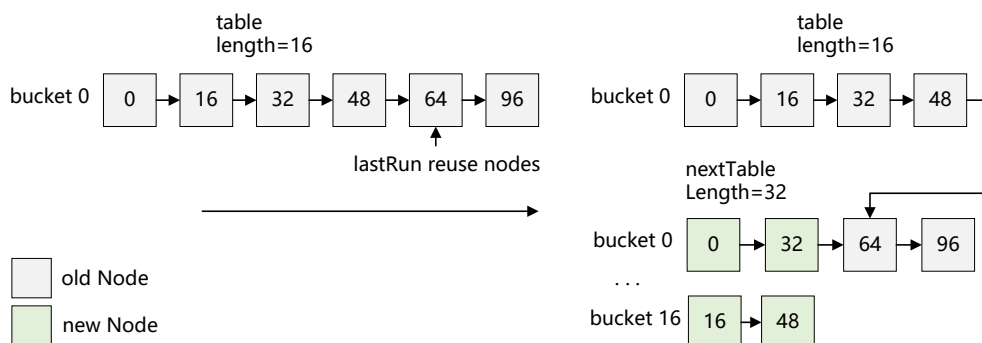 table
length=16
bucket 0 0 16 32 48 64 96
lastRun reuse nodes
old Node
new Node
table
length=16
bucket 0 0 16 32 48
nextTable
Length=32
bucket 0 0 32 64 96
...
bucket 16 16 48